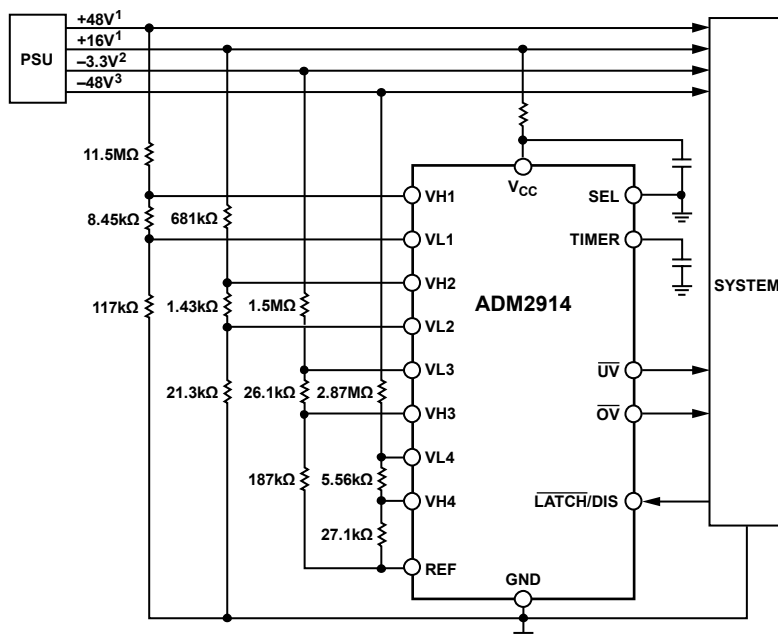 +48V1
+16V1
–3.3V2
–48V3
PSU
11.5MΩ
8.45kΩ
681kΩ
117kΩ
1.43kΩ
1.5MΩ
21.3kΩ
26.1kΩ
2.87MΩ
187kΩ
5.56kΩ
27.1kΩ
VCC
VH1
SEL
VL1
TIMER
VH2
ADM2914
SYSTEM
VL2
VL3
UV
VH3
OV
VL4
VH4
LATCH/DIS
REF
GND